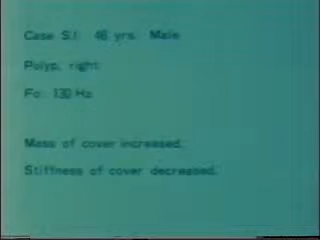 Case S.I. 46 yrs. Male
Polyp, right.
Fo: 130 Hz
Mass of cover increased.
Stiffness of cover decreased.